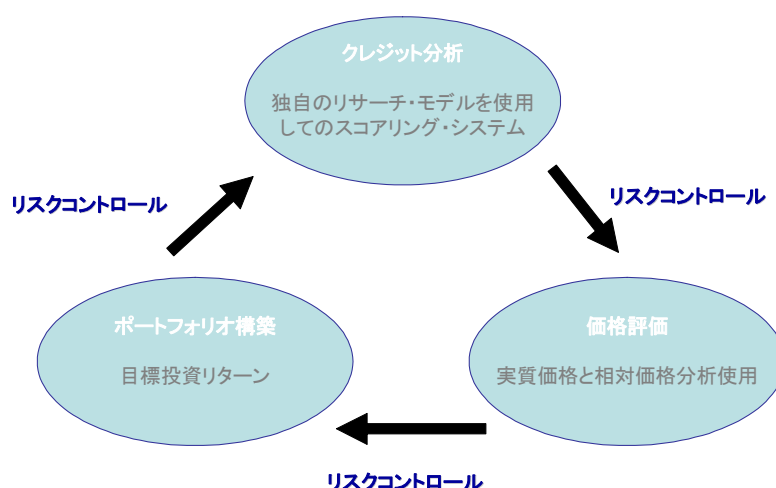 クレジット分析
独自のリサーチ・モデルを使用
してのスコアリング・システム
リスクコントロール
リスクコントロール
ポートフォリオ構築
目標投資リターン
価格評価
実質価格と相対価格分析使用
リスクコントロール